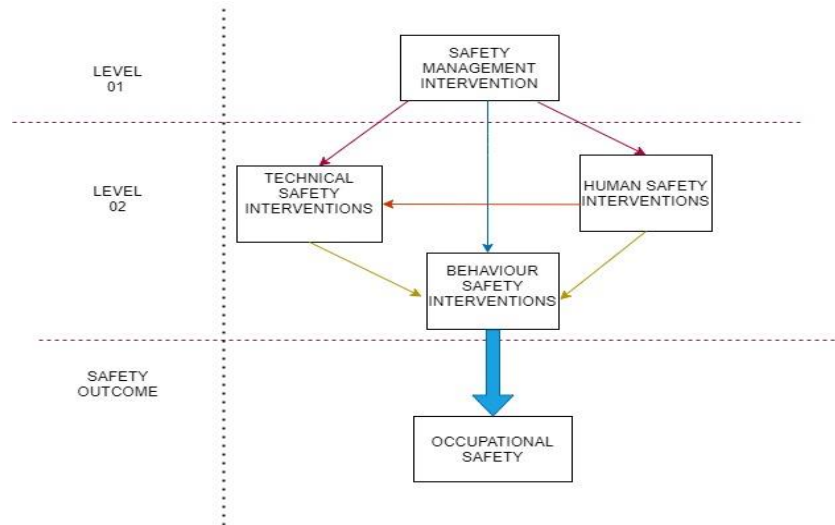 SAFETY
MANAGEMENT
INTERVENTION
LEVEL
01
TECHNICAL
SAFETY
INTERVENTIONS
HUMAN SAFETY
INTERVENTIONS
LEVEL
02
BEHAVIOUR
SAFETY
INTERVENTIONS
SAFETY
OUTCOME
OCCUPATIONAL
SAFETY